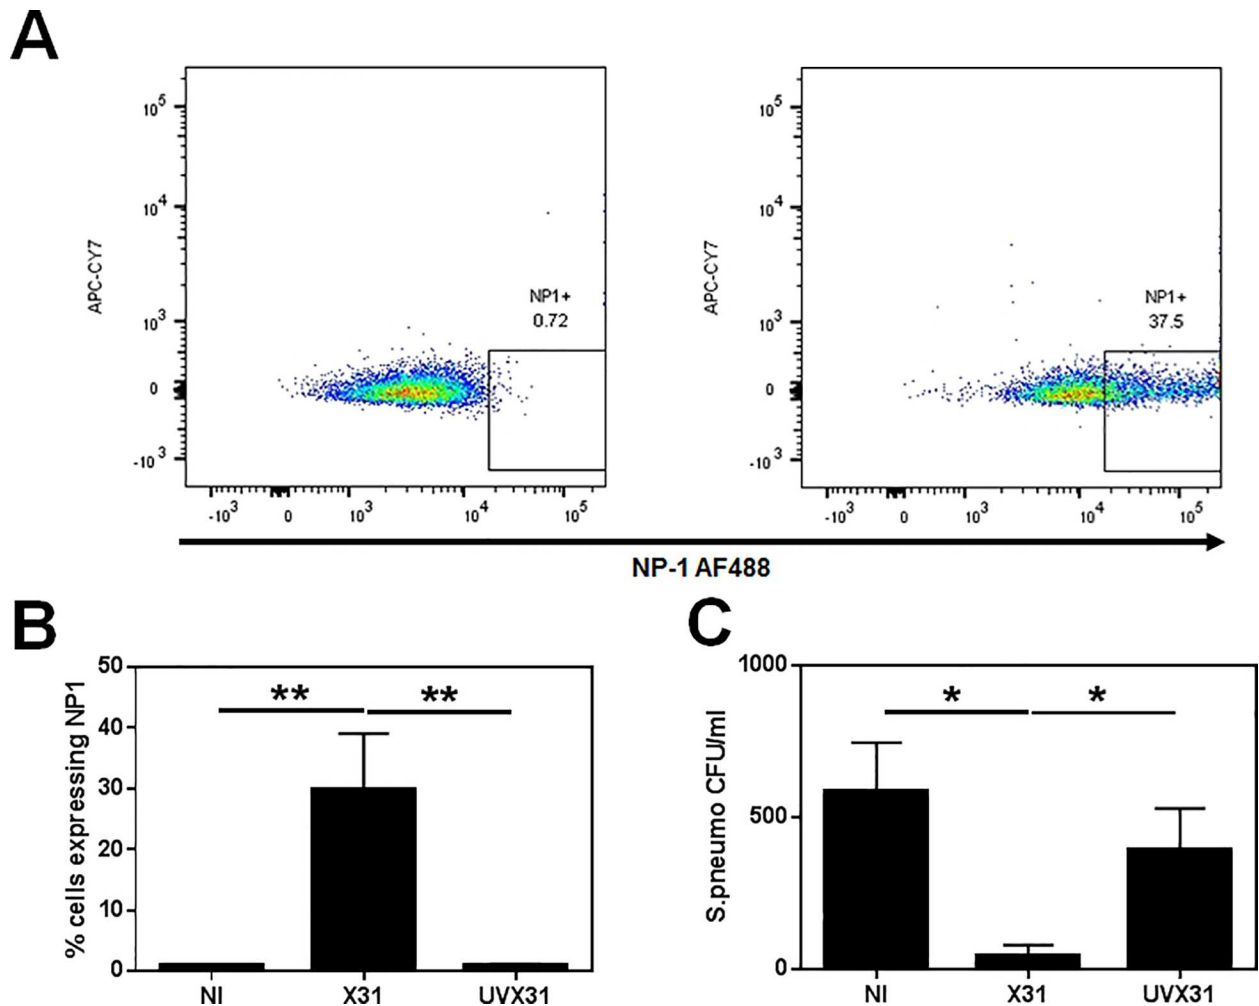 A
10^5
10^4
10^3
0
-10^3
APC-CY7
NP1+
0.72
-10^3 0 10^3 10^4 10^5
10^5
10^4
10^3
0
-10^3
APC-CY7
NP1+
37.5
-10^3 0 10^3 10^4 10^5
NP-1 AF488
B
50
40
30
20
10
0
% cells expressing NP1
** **
NI X31 UVX31
C
1000
500
0
S.pneumo CFU/ml
* *
NI X31 UVX31